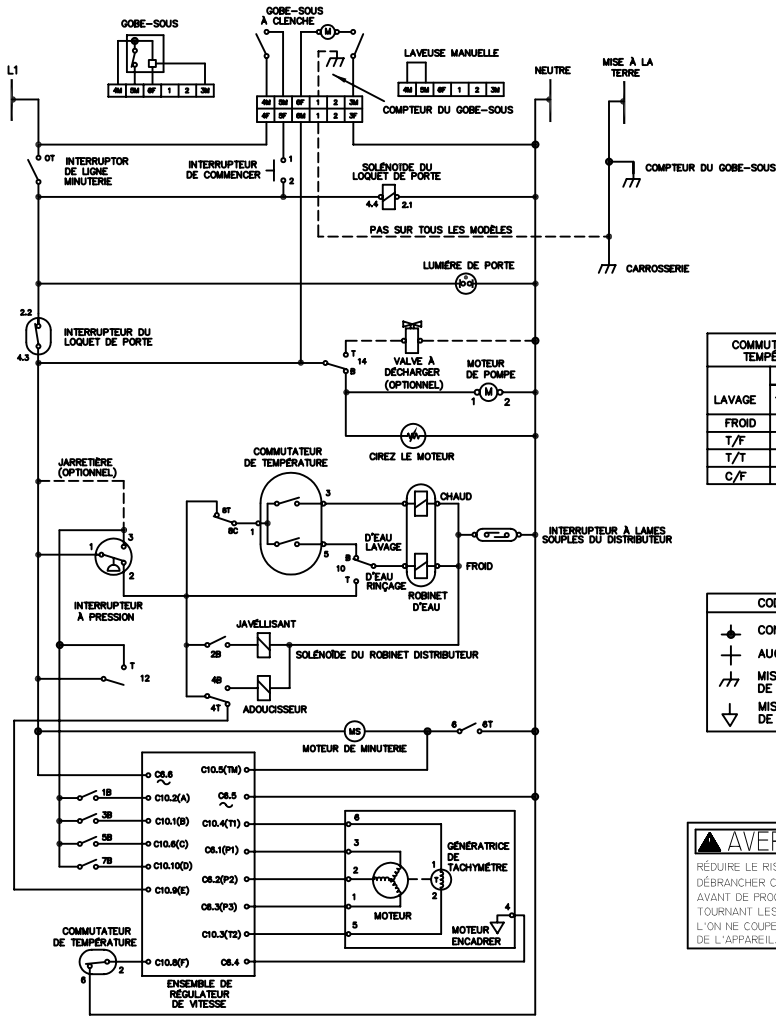 GOBE-SOUS
GOBE-SOUS
À CLENCHE
M
LAVEUSE MANUELLE
L1
NEUTRE
MISE À LA
TERRE
4M 5M 6F 1 2 3M
4M 5M 6F 1 2 3M
COMPTEUR DU GOBE-SOUS
4M 5M 6F 1 2 3M
4F 5F 6M 1 2 3F
OT
INTERRUPTOR
DE LIGNE
MINUTERIE
INTERRUPTEUR
DE COMMENCER
1
2
SOLÉNOÏDE DU
LOQUET DE PORTE
4.4
2.1
COMPTEUR DU GOBE-SOUS
PAS SUR TOUS LES MODÈLES
CARROSSERIE
LUMIÉRE DE PORTE
2.2
INTERRUPTEUR DU
LOQUET DE PORTE
4.3
T
14
B
VALVE À
DÉCHARGER
(OPTIONNEL)
MOTEUR
DE POMPE
M
1
2
CIREZ LE MOTEUR
COMMUT
TEMPÉ
LAVAGE
FROID
T/F
T/T
C/F
JARRETIÈRE
(OPTIONNEL)
COMMUTATEUR
DE TEMPÉRATURE
6T
8C
1
3
5
CHAUD
D'EAU
LAVAGE
B
10
T
D'EAU
RINÇAGE
FROID
ROBINET
D'EAU
INTERRUPTEUR À LAMES
SOUPLES DU DISTRIBUTEUR
1
3
2
INTERRUPTEUR
À PRESSION
JAVÉLLISANT
2B
SOLÉNOÏDE DU ROBINET DISTRIBUTEUR
4B
4T
ADOUCISSEUR
T
12
COD
CON
AUC
MIS
DE
MIS
DE
MS
MOTEUR DE MINUTERIE
6
6T
C6.6
C10.5(TM)
1B
C10.2(A)
C6.5
3B
C10.1(B)
C10.4(T1)
5B
C10.6(C)
C6.1(P1)
7B
C10.10(D)
C6.2(P2)
C10.9(E)
C6.3(P3)
C10.3(T2)
C10.8(F)
C6.4
6
3
2
1
5
MOTEUR
GÉNÉRATRICE
DE
TACHYMÉTRE
1
T
2
4
MOTEUR
ENCADRER
COMMUTATEUR
DE TEMPÉRATURE
2
6
ENSEMBLE DE
RÉGULATEUR
DE VITESSE
AVER
RÉDUIRE LE RIS
DÉBRANCHER C
AVANT DE PROC
TOURNANT LES
L'ON NE COUPE
DE L'APPAREIL.